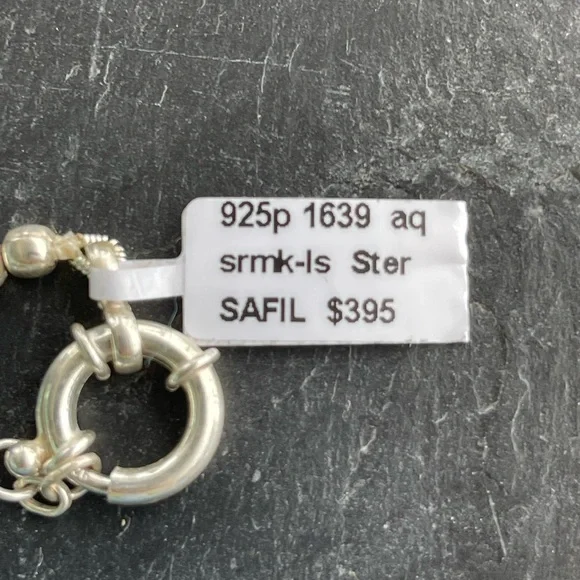 925p 1639 aq
srmk-ls Ster
SAFIL $395